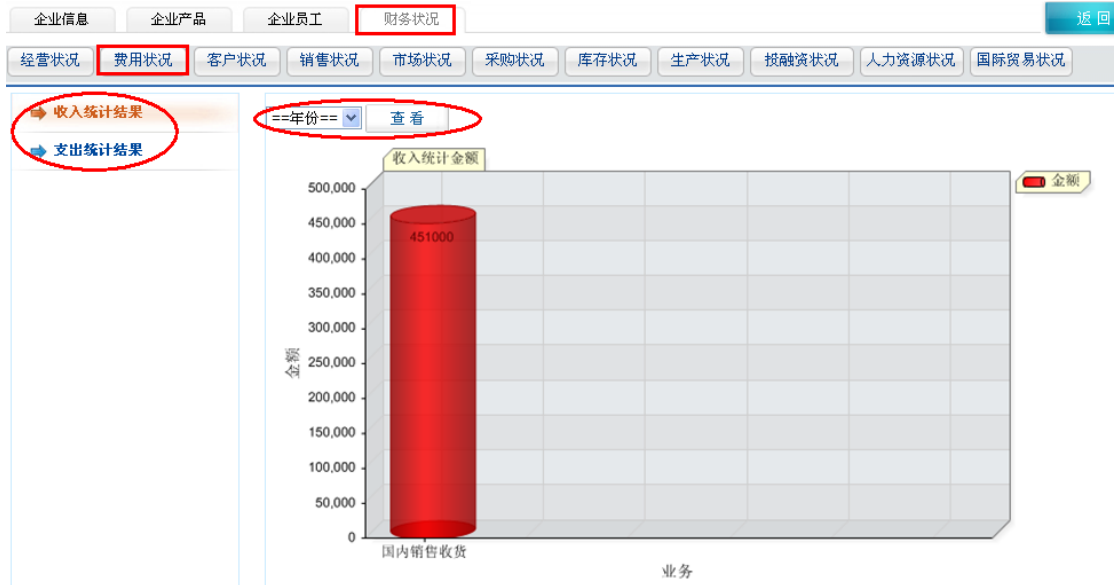 企业信息 企业产品 企业员工 财务状况 返 回
经营状况 费用状况 客户状况 销售状况 市场状况 采购状况 库存状况 生产状况 投融资状况 人力资源状况 国际贸易状况
收入统计结果
支出统计结果
==年份== 查 看
收入统计金额
金额
500,000
450,000
451000
400,000
350,000
300,000
金额
250,000
200,000
150,000
100,000
50,000
0
国内销售收货
业务